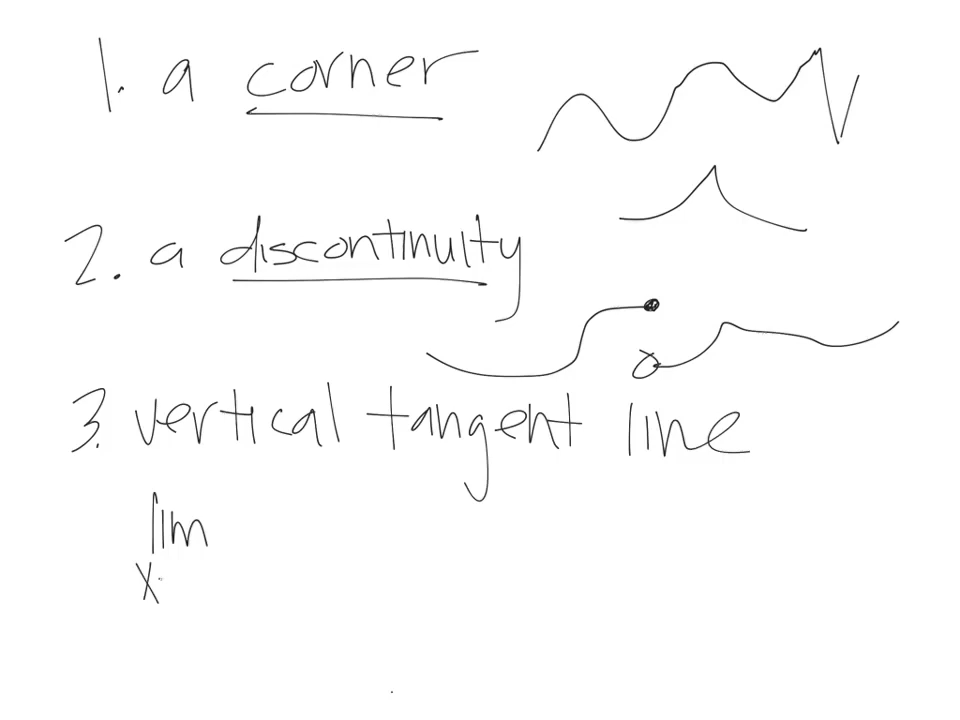 1. a corner
2. a discontinuity
3. vertical tangent line
lim
x